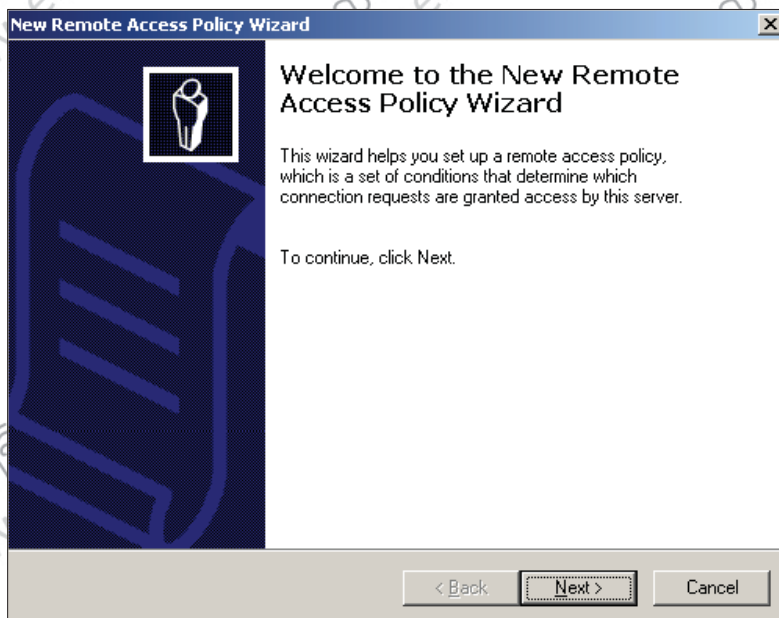 New Remote Access Policy Wizard
Welcome to the New Remote
Access Policy Wizard
This wizard helps you set up a remote access policy,
which is a set of conditions that determine which
connection requests are granted access by this server.
To continue, click Next.
< Back
Next >
Cancel